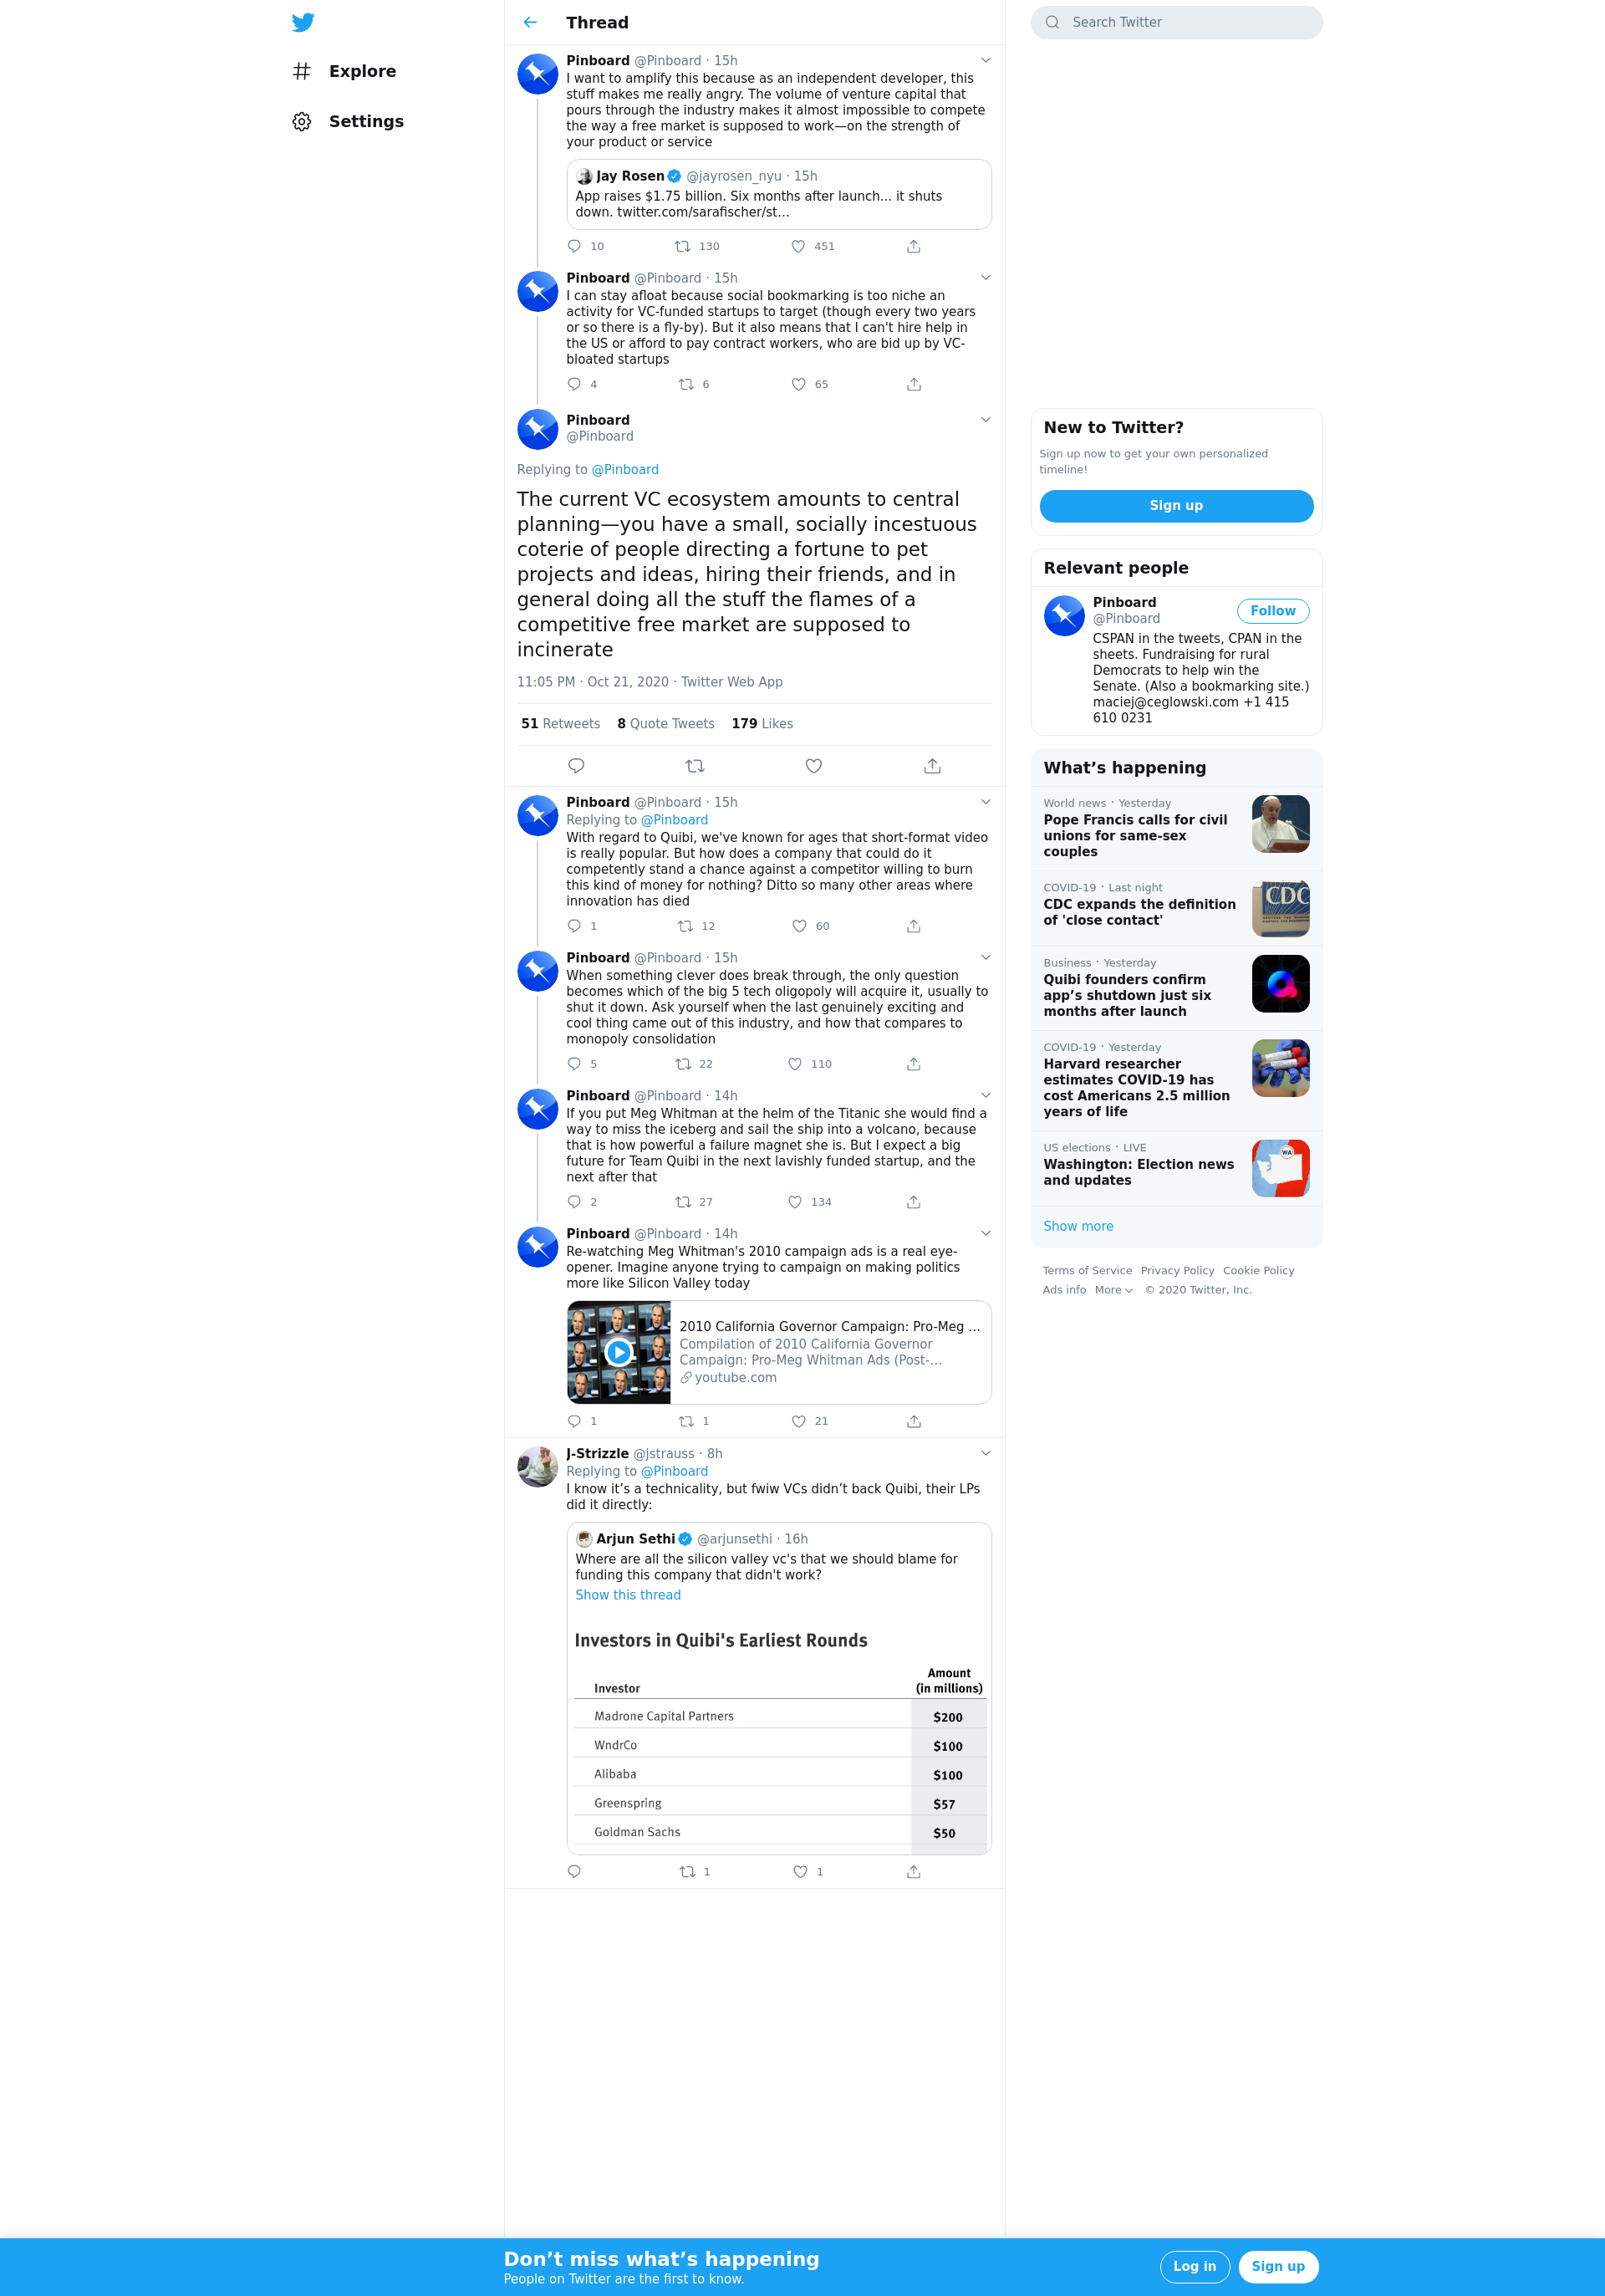 Explore
Settings
Thread
Pinboard @Pinboard · 15h
I want to amplify this because as an independent developer, this
stuff makes me really angry. The volume of venture capital that
pours through the industry makes it almost impossible to compete
the way a free market is supposed to work—on the strength of
your product or service
Jay Rosen @jayrosen_nyu · 15h
App raises $1.75 billion. Six months after launch... it shuts
down. twitter.com/sarafischer/st…
10 130 451
Pinboard @Pinboard · 15h
I can stay afloat because social bookmarking is too niche an
activity for VC-funded startups to target (though every two years
or so there is a fly-by). But it also means that I can't hire help in
the US or afford to pay contract workers, who are bid up by VC-
bloated startups
4 6 65
Pinboard
@Pinboard
Replying to @Pinboard
The current VC ecosystem amounts to central
planning—you have a small, socially incestuous
coterie of people directing a fortune to pet
projects and ideas, hiring their friends, and in
general doing all the stuff the flames of a
competitive free market are supposed to
incinerate
11:05 PM · Oct 21, 2020 · Twitter Web App
51 Retweets 8 Quote Tweets 179 Likes
Pinboard @Pinboard · 15h
Replying to @Pinboard
With regard to Quibi, we've known for ages that short-format video
is really popular. But how does a company that could do it
competently stand a chance against a competitor willing to burn
this kind of money for nothing? Ditto so many other areas where
innovation has died
1 12 60
Pinboard @Pinboard · 15h
When something clever does break through, the only question
becomes which of the big 5 tech oligopoly will acquire it, usually to
shut it down. Ask yourself when the last genuinely exciting and
cool thing came out of this industry, and how that compares to
monopoly consolidation
5 22 110
Pinboard @Pinboard · 14h
If you put Meg Whitman at the helm of the Titanic she would find a
way to miss the iceberg and sail the ship into a volcano, because
that is how powerful a failure magnet she is. But I expect a big
future for Team Quibi in the next lavishly funded startup, and the
next after that
2 27 134
Pinboard @Pinboard · 14h
Re-watching Meg Whitman's 2010 campaign ads is a real eye-
opener. Imagine anyone trying to campaign on making politics
more like Silicon Valley today
2010 California Governor Campaign: Pro-Meg …
Compilation of 2010 California Governor
Campaign: Pro-Meg Whitman Ads (Post-…
youtube.com
1 1 21
J-Strizzle @jstrauss · 8h
Replying to @Pinboard
I know it’s a technicality, but fwiw VCs didn’t back Quibi, their LPs
did it directly:
Arjun Sethi @arjunsethi · 16h
Where are all the silicon valley vc's that we should blame for
funding this company that didn't work?
Show this thread
Investors in Quibi's Earliest Rounds
Amount
Investor (in millions)
Madrone Capital Partners $200
WndrCo $100
Alibaba $100
Greenspring $57
Goldman Sachs $50
1 1
Search Twitter
New to Twitter?
Sign up now to get your own personalized
timeline!
Sign up
Relevant people
Pinboard
@Pinboard
Follow
CSPAN in the tweets, CPAN in the
sheets. Fundraising for rural
Democrats to help win the
Senate. (Also a bookmarking site.)
maciej@ceglowski.com +1 415
610 0231
What’s happening
World news · Yesterday
Pope Francis calls for civil
unions for same-sex
couples
COVID-19 · Last night
CDC expands the definition
of 'close contact'
CDC
Business · Yesterday
Quibi founders confirm
app’s shutdown just six
months after launch
COVID-19 · Yesterday
Harvard researcher
estimates COVID-19 has
cost Americans 2.5 million
years of life
US elections · LIVE
Washington: Election news
and updates
WA
Show more
Terms of Service Privacy Policy Cookie Policy
Ads info More © 2020 Twitter, Inc.
Don’t miss what’s happening
People on Twitter are the first to know.
Log in
Sign up